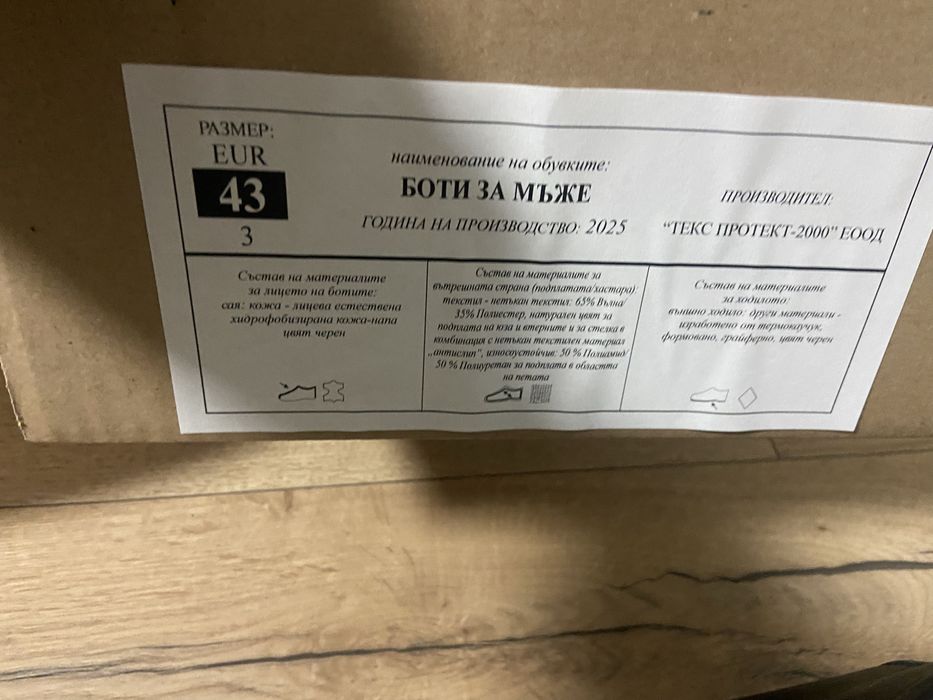 РАЗМЕР:
EUR
43
3
наименование на обувките:
БОТИ ЗА МЪЖЕ
ГОДИНА НА ПРОИЗВОДСТВО: 2025
ПРОИЗВОДИТЕЛ:
"ТЕКС ПРОТЕКТ-2000" ЕООД
Състав на материалите
за лицето на ботите:
сая: кожа - лицева естествена
хидрофобизирана кожа-напа
цвят черен
Състав на материалите за
вътрешната страна (подплатата/хастара):
текстил - нетъкан текстил: 65% Вълна/
35% Полиестер, натурален цвят за
подплата на юза и вътрените и за стелка в
комбинация с нетъкан текстилен материал
„антислип", износоустойчив: 50 % Полиамид/
50 % Полиуретан за подплата в областта
на петата
Състав на материалите
за ходилото:
външно ходило: други материали -
изработено от термокаучук,
формовано, грайферно, цвят черен